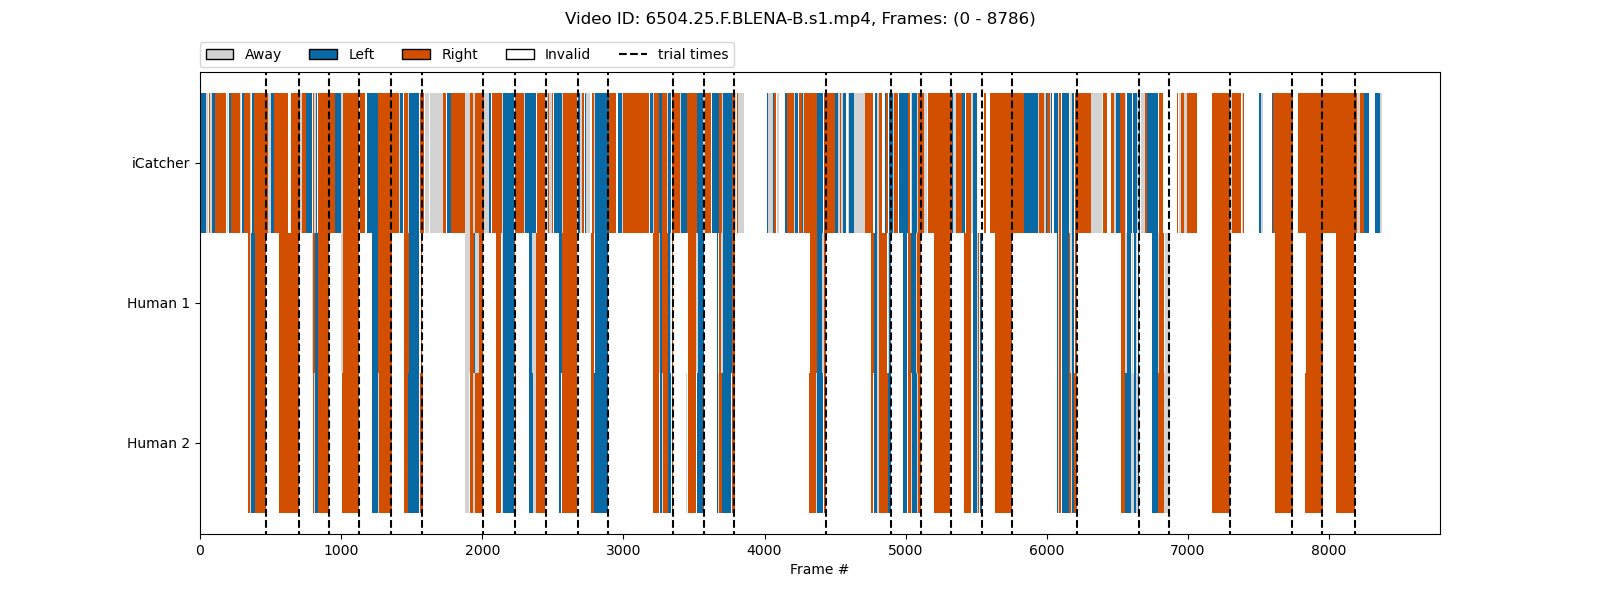 Video ID: 6504.25.F.BLENA-B.s1.mp4, Frames: (0 - 8786)
Away Left Right Invalid trial times
iCatcher
Human 1
Human 2
0 1000 2000 3000 4000 5000 6000 7000 8000
Frame #